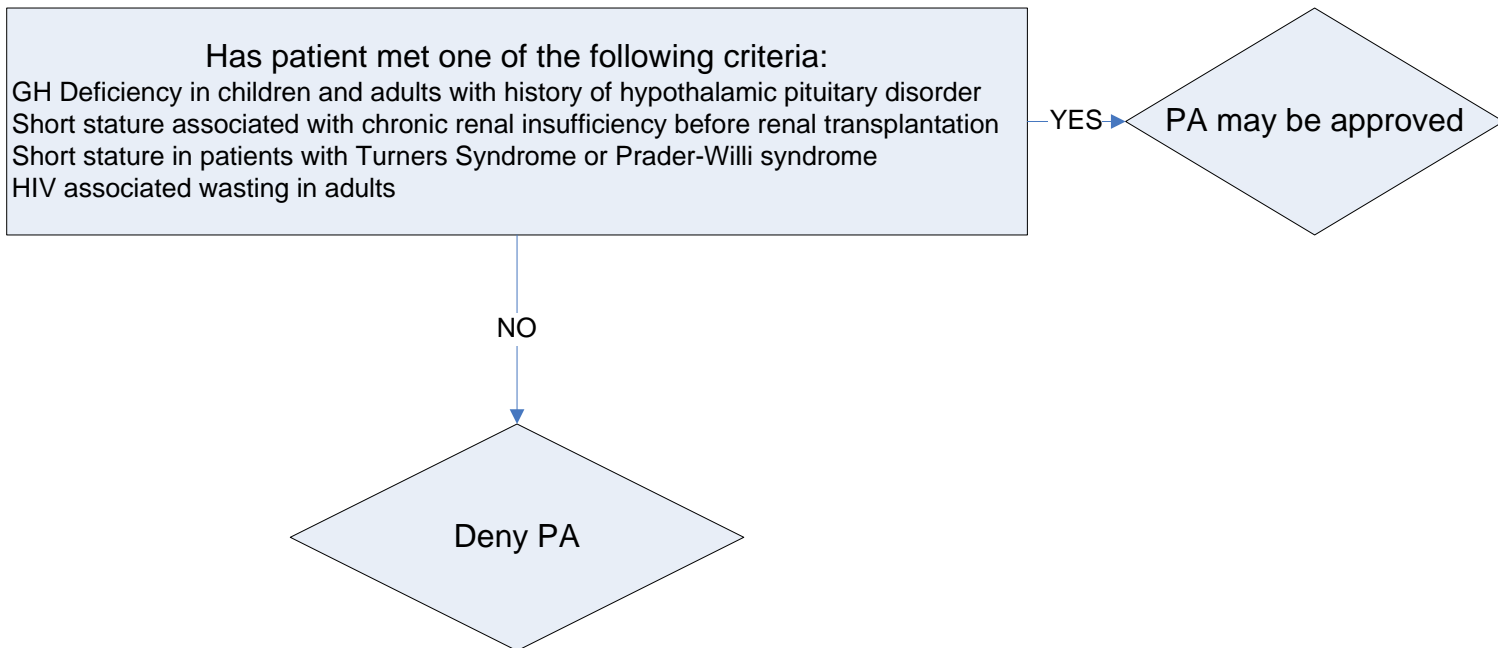 Has patient met one of the following criteria:
GH Deficiency in children and adults with history of hypothalamic pituitary disorder
Short stature associated with chronic renal insufficiency before renal transplantation
Short stature in patients with Turners Syndrome or Prader-Willi syndrome
HIV associated wasting in adults
YES
PA may be approved
NO
Deny PA